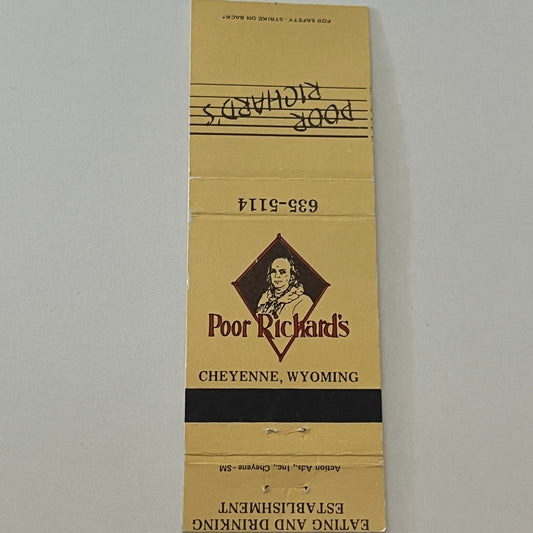 FOR SAFETY - STRIKE ON BACK!
POOR
RICHARD'S
635-5114
Poor Richard's
CHEYENNE, WYOMING
Action Ads., Inc., Cheyene-SM
EATING AND DRINKING
ESTABLISHMENT